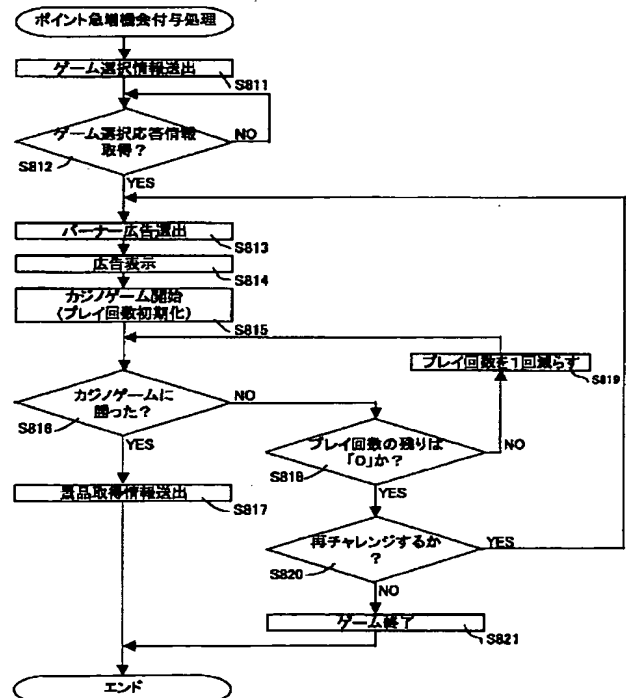 ポイント急増機会付与処理
ゲーム選択情報送出
S811
ゲーム選択応答情報
取得?
NO
S812
YES
バーナー広告選出
S813
広告表示
S814
カジノゲーム開始
(プレイ回数初期化)
S815
プレイ回数を1回減らす
S819
カジノゲームに
勝った?
NO
S816
YES
プレイ回数の残りは
「0」か?
NO
S818
YES
景品取得情報送出
S817
再チャレンジするか
?
YES
S820
NO
ゲーム終了
S821
エンド